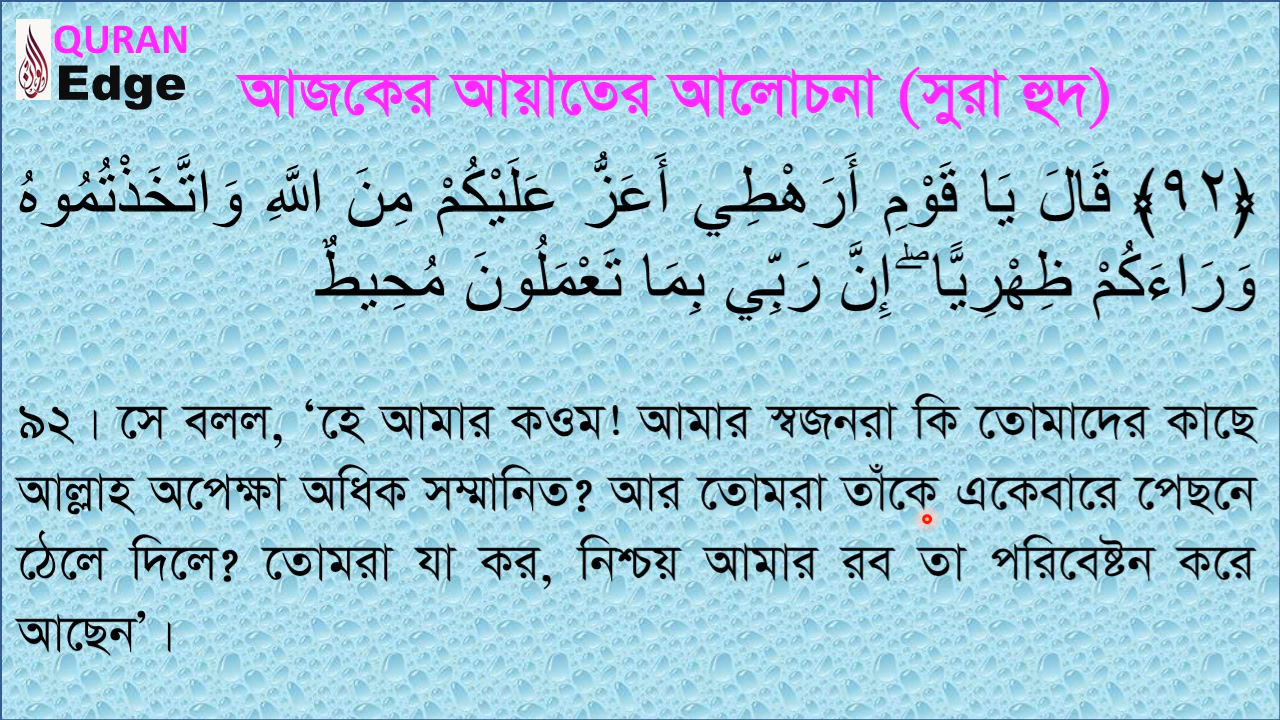 QURAN
Edge
আজকের আয়াতের আলোচনা (সুরা হুদ)
﴿٩٢﴾ قَالَ يَا قَوْمِ أَرَهْطِي أَعَزُّ عَلَيْكُمْ مِنَ اللَّهِ وَاتَّخَذْتُمُوهُ
وَرَاءَكُمْ ظِهْرِيًّا ۖ إِنَّ رَبِّي بِمَا تَعْمَلُونَ مُحِيطٌ
৯২। সে বলল, ‘হে আমার কওম! আমার স্বজনরা কি তোমাদের কাছে
আল্লাহ অপেক্ষা অধিক সম্মানিত? আর তোমরা তাঁকে একেবারে পেছনে
ঠেলে দিলে? তোমরা যা কর, নিশ্চয় আমার রব তা পরিবেষ্টন করে
আছেন’।